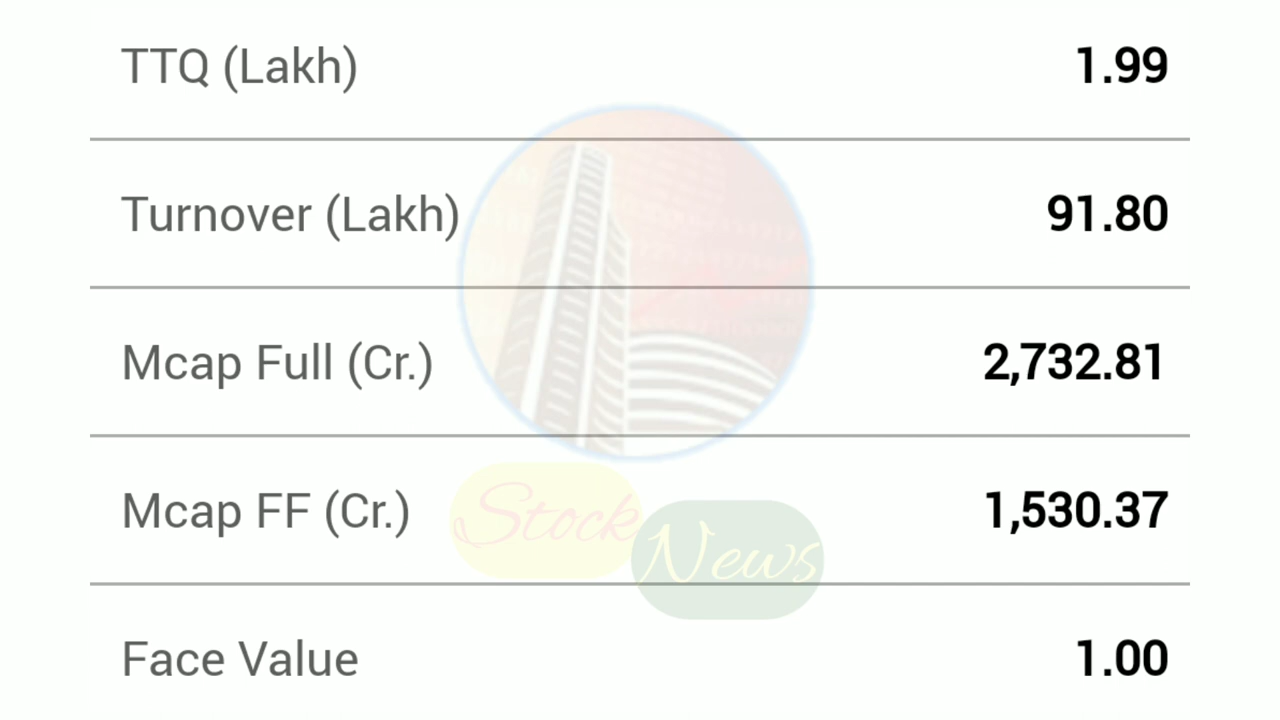 TTQ (Lakh) 1.99
Turnover (Lakh) 91.80
Mcap Full (Cr.) 2,732.81
Mcap FF (Cr.) 1,530.37
Stock
News
Face Value 1.00